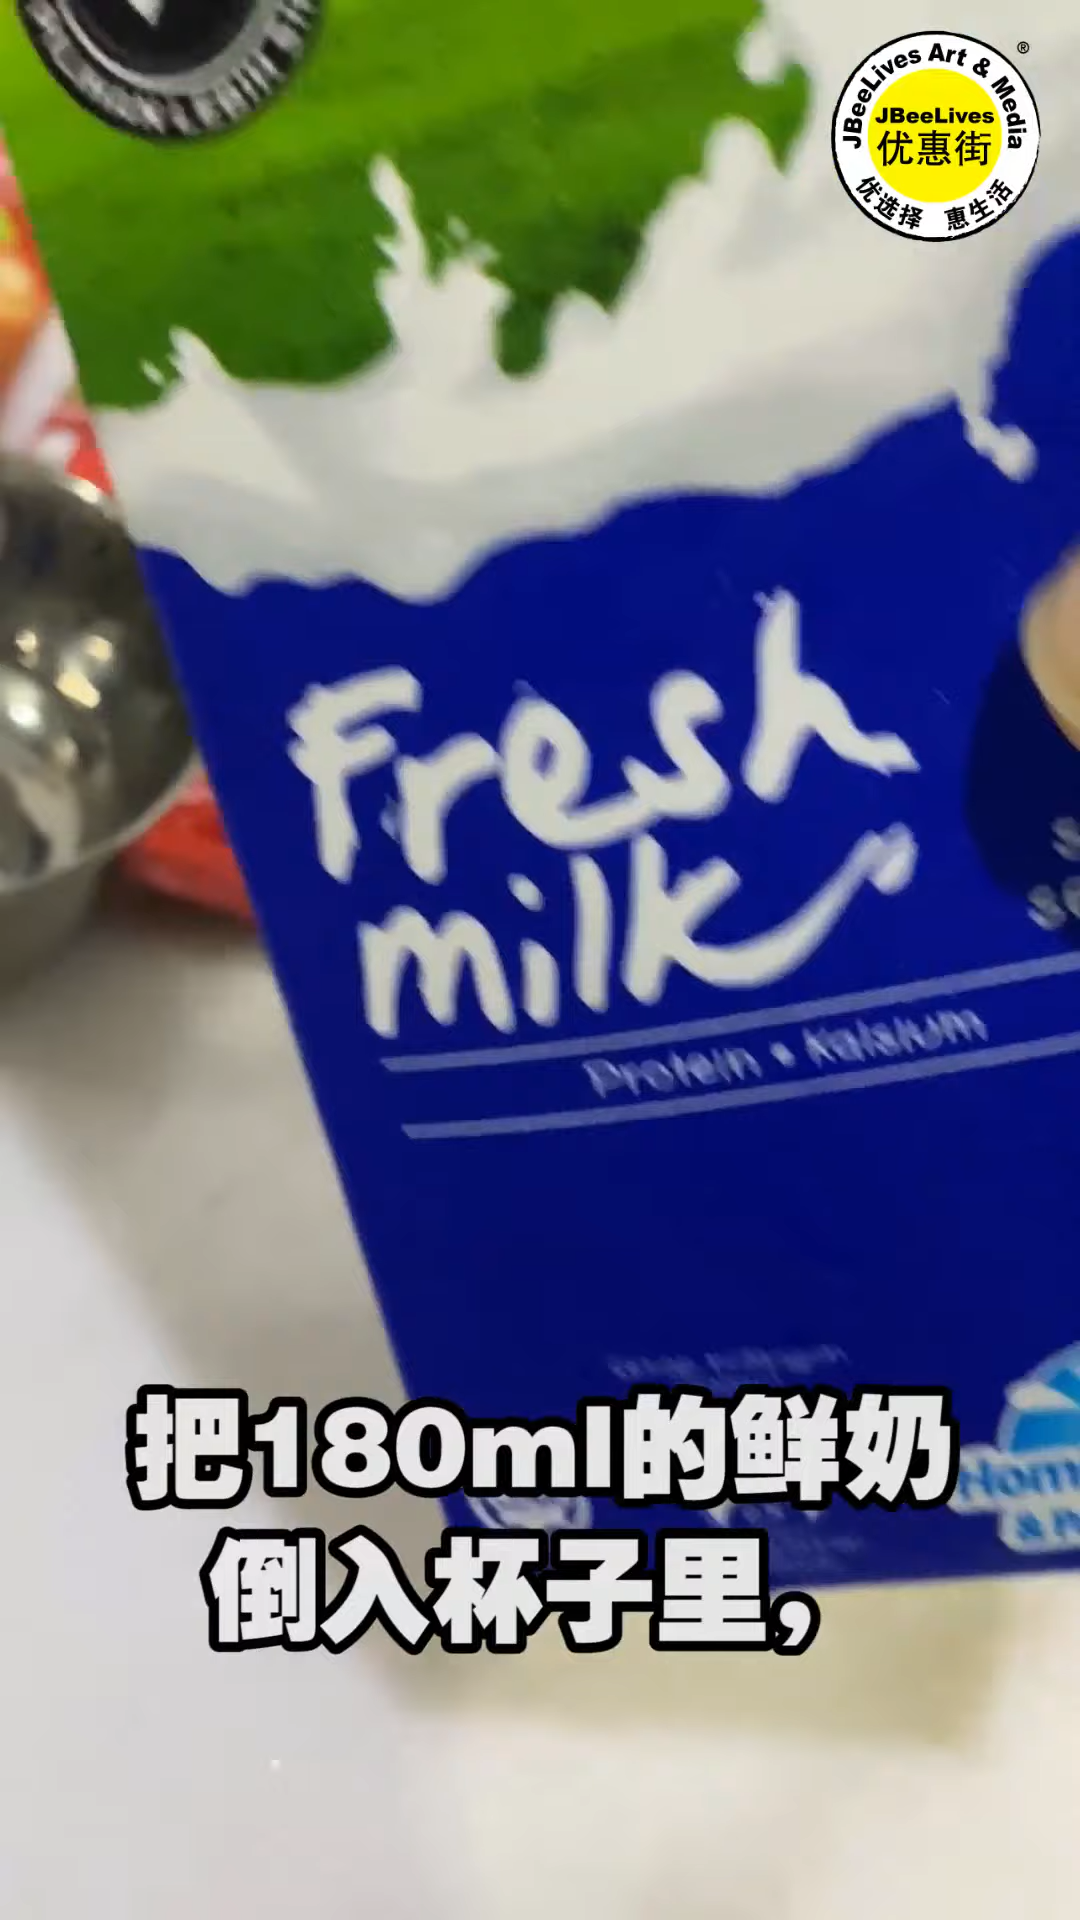 JBeeLives Art & Media
®
JBeeLives
优惠街
优选择 惠生活
Fresh
milk
Protein • Kalsium
把180ml的鲜奶
倒入杯子里，